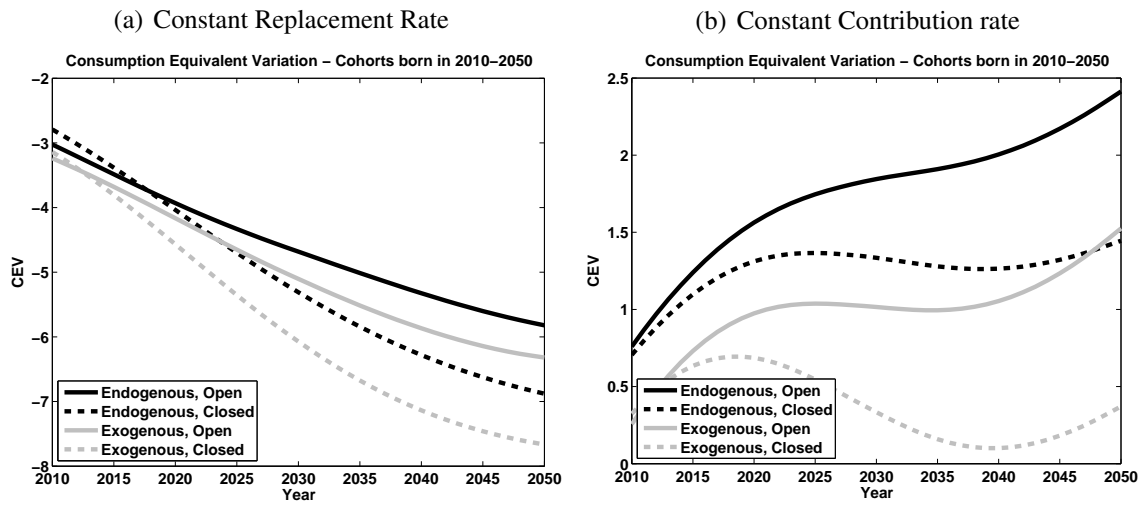 (a) Constant Replacement Rate
Consumption Equivalent Variation – Cohorts born in 2010–2050
−2
−3
−4
−5
−6
−7
−8
CEV
Endogenous, Open
Endogenous, Closed
Exogenous, Open
Exogenous, Closed
2010 2015 2020 2025 2030 2035 2040 2045 2050
Year
(b) Constant Contribution rate
Consumption Equivalent Variation – Cohorts born in 2010–2050
2.5
2
1.5
1
0.5
0
CEV
Endogenous, Open
Endogenous, Closed
Exogenous, Open
Exogenous, Closed
2010 2015 2020 2025 2030 2035 2040 2045 2050
Year